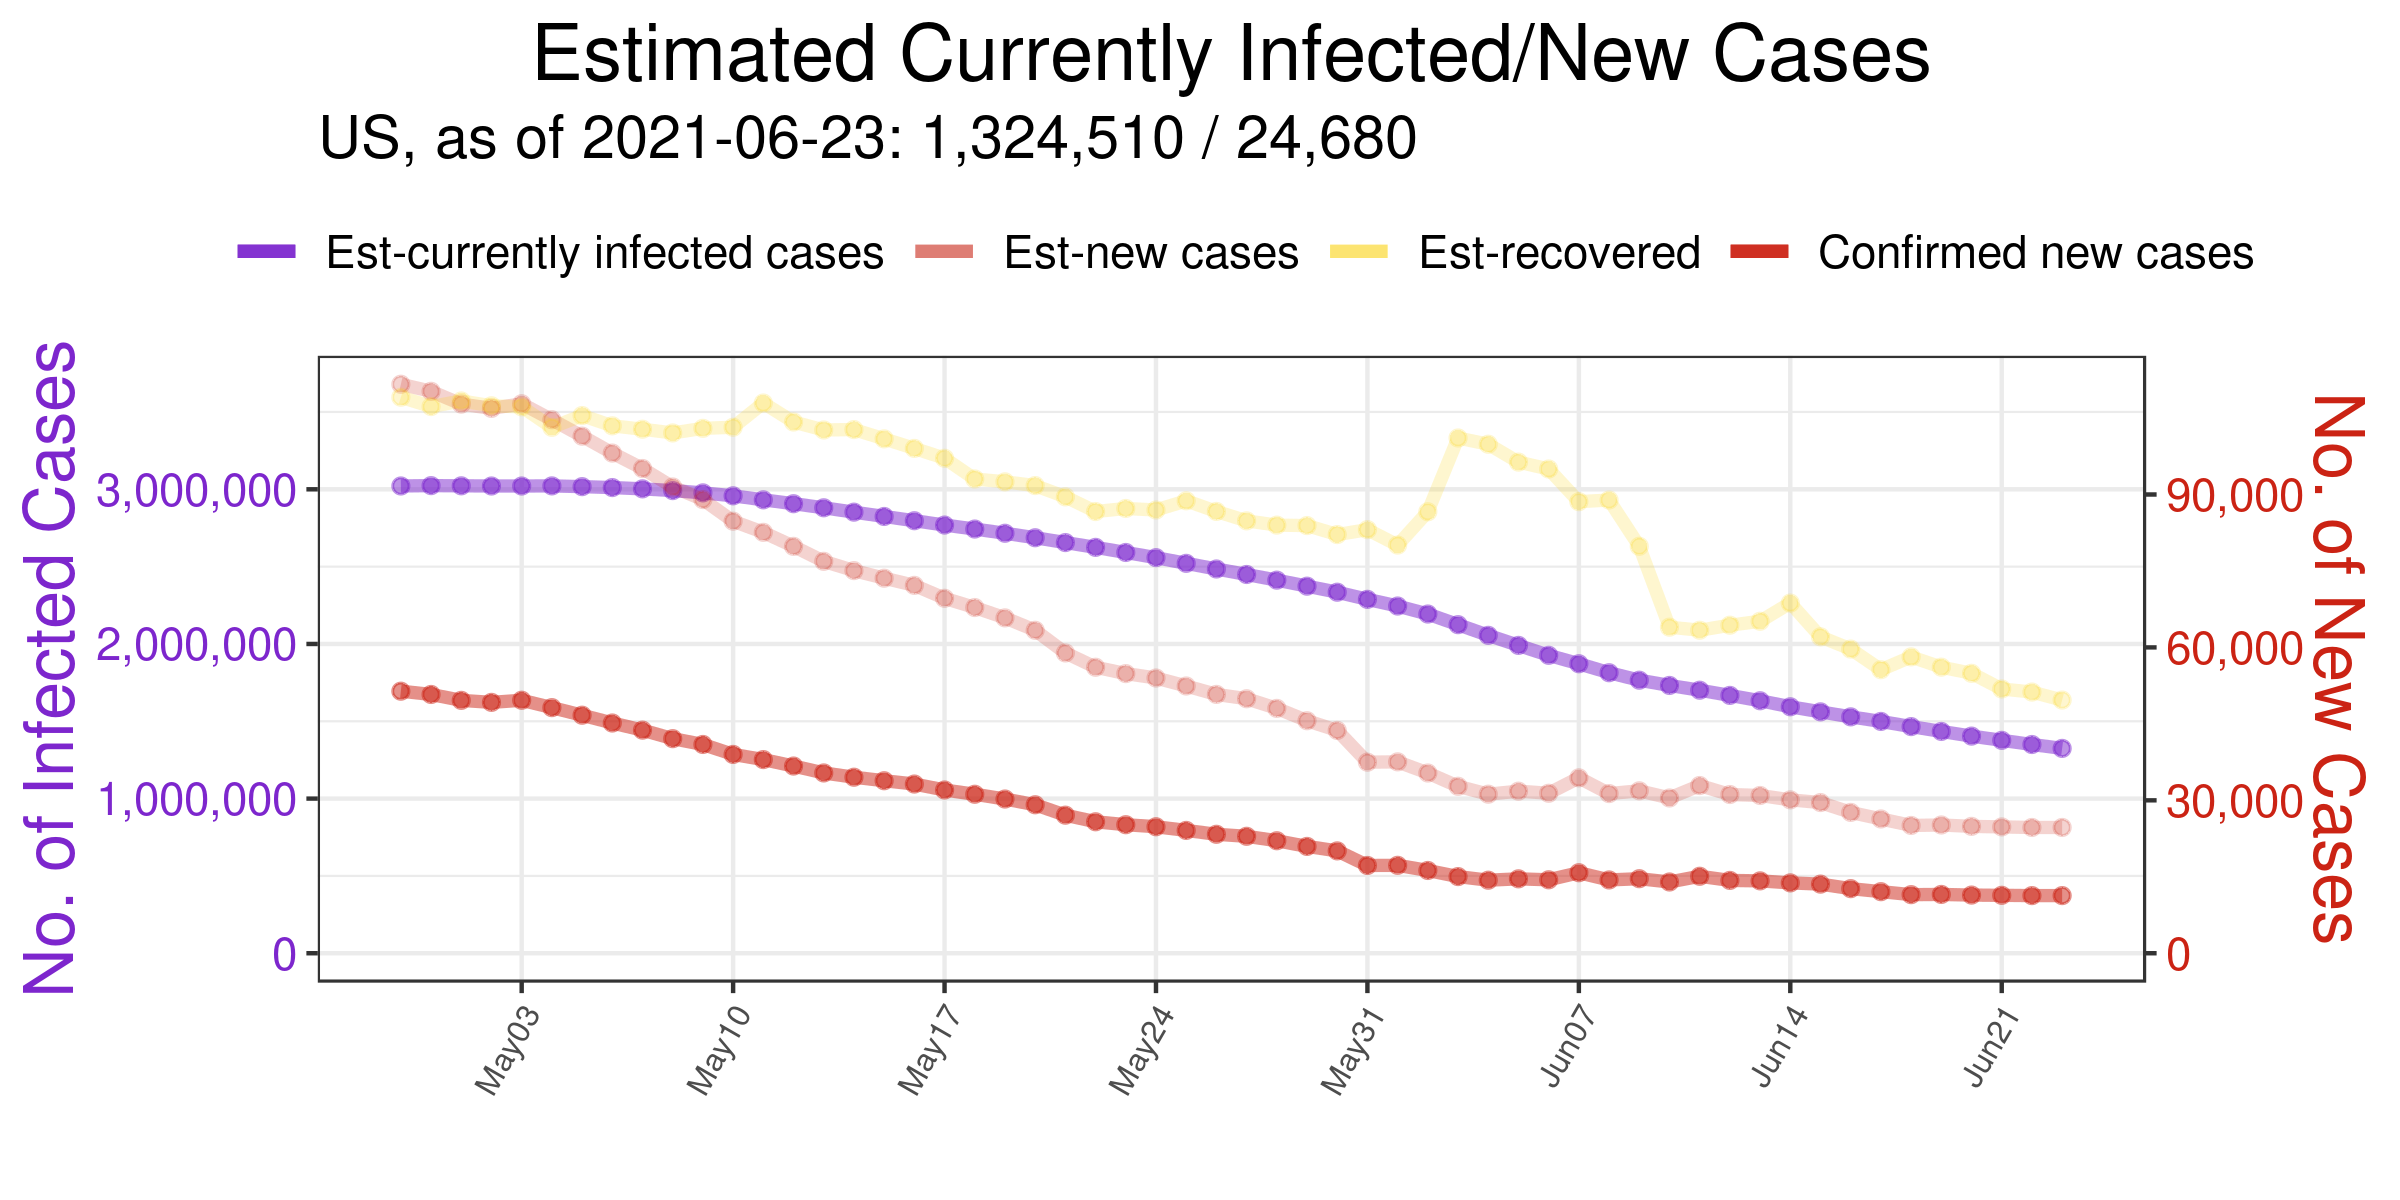 Estimated Currently Infected/New Cases
US, as of 2021-06-23: 1,324,510 / 24,680
Est-currently infected cases Est-new cases Est-recovered Confirmed new cases
No. of Infected Cases
3,000,000
2,000,000
1,000,000
0
90,000
60,000
30,000
0
No. of New Cases
May03 May10 May17 May24 May31 Jun07 Jun14 Jun21